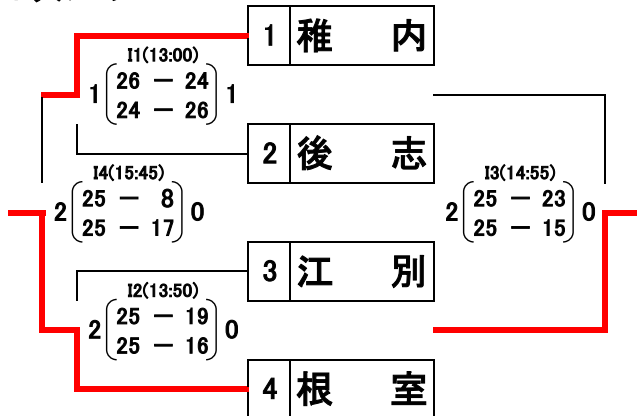 1 稚 内
I1(13:00)
1 26 － 24 1
24 － 26
2 後 志
I4(15:45)
2 25 － 8 0
25 － 17
I3(14:55)
2 25 － 23 0
25 － 15
3 江 別
I2(13:50)
2 25 － 19 0
25 － 16
4 根 室